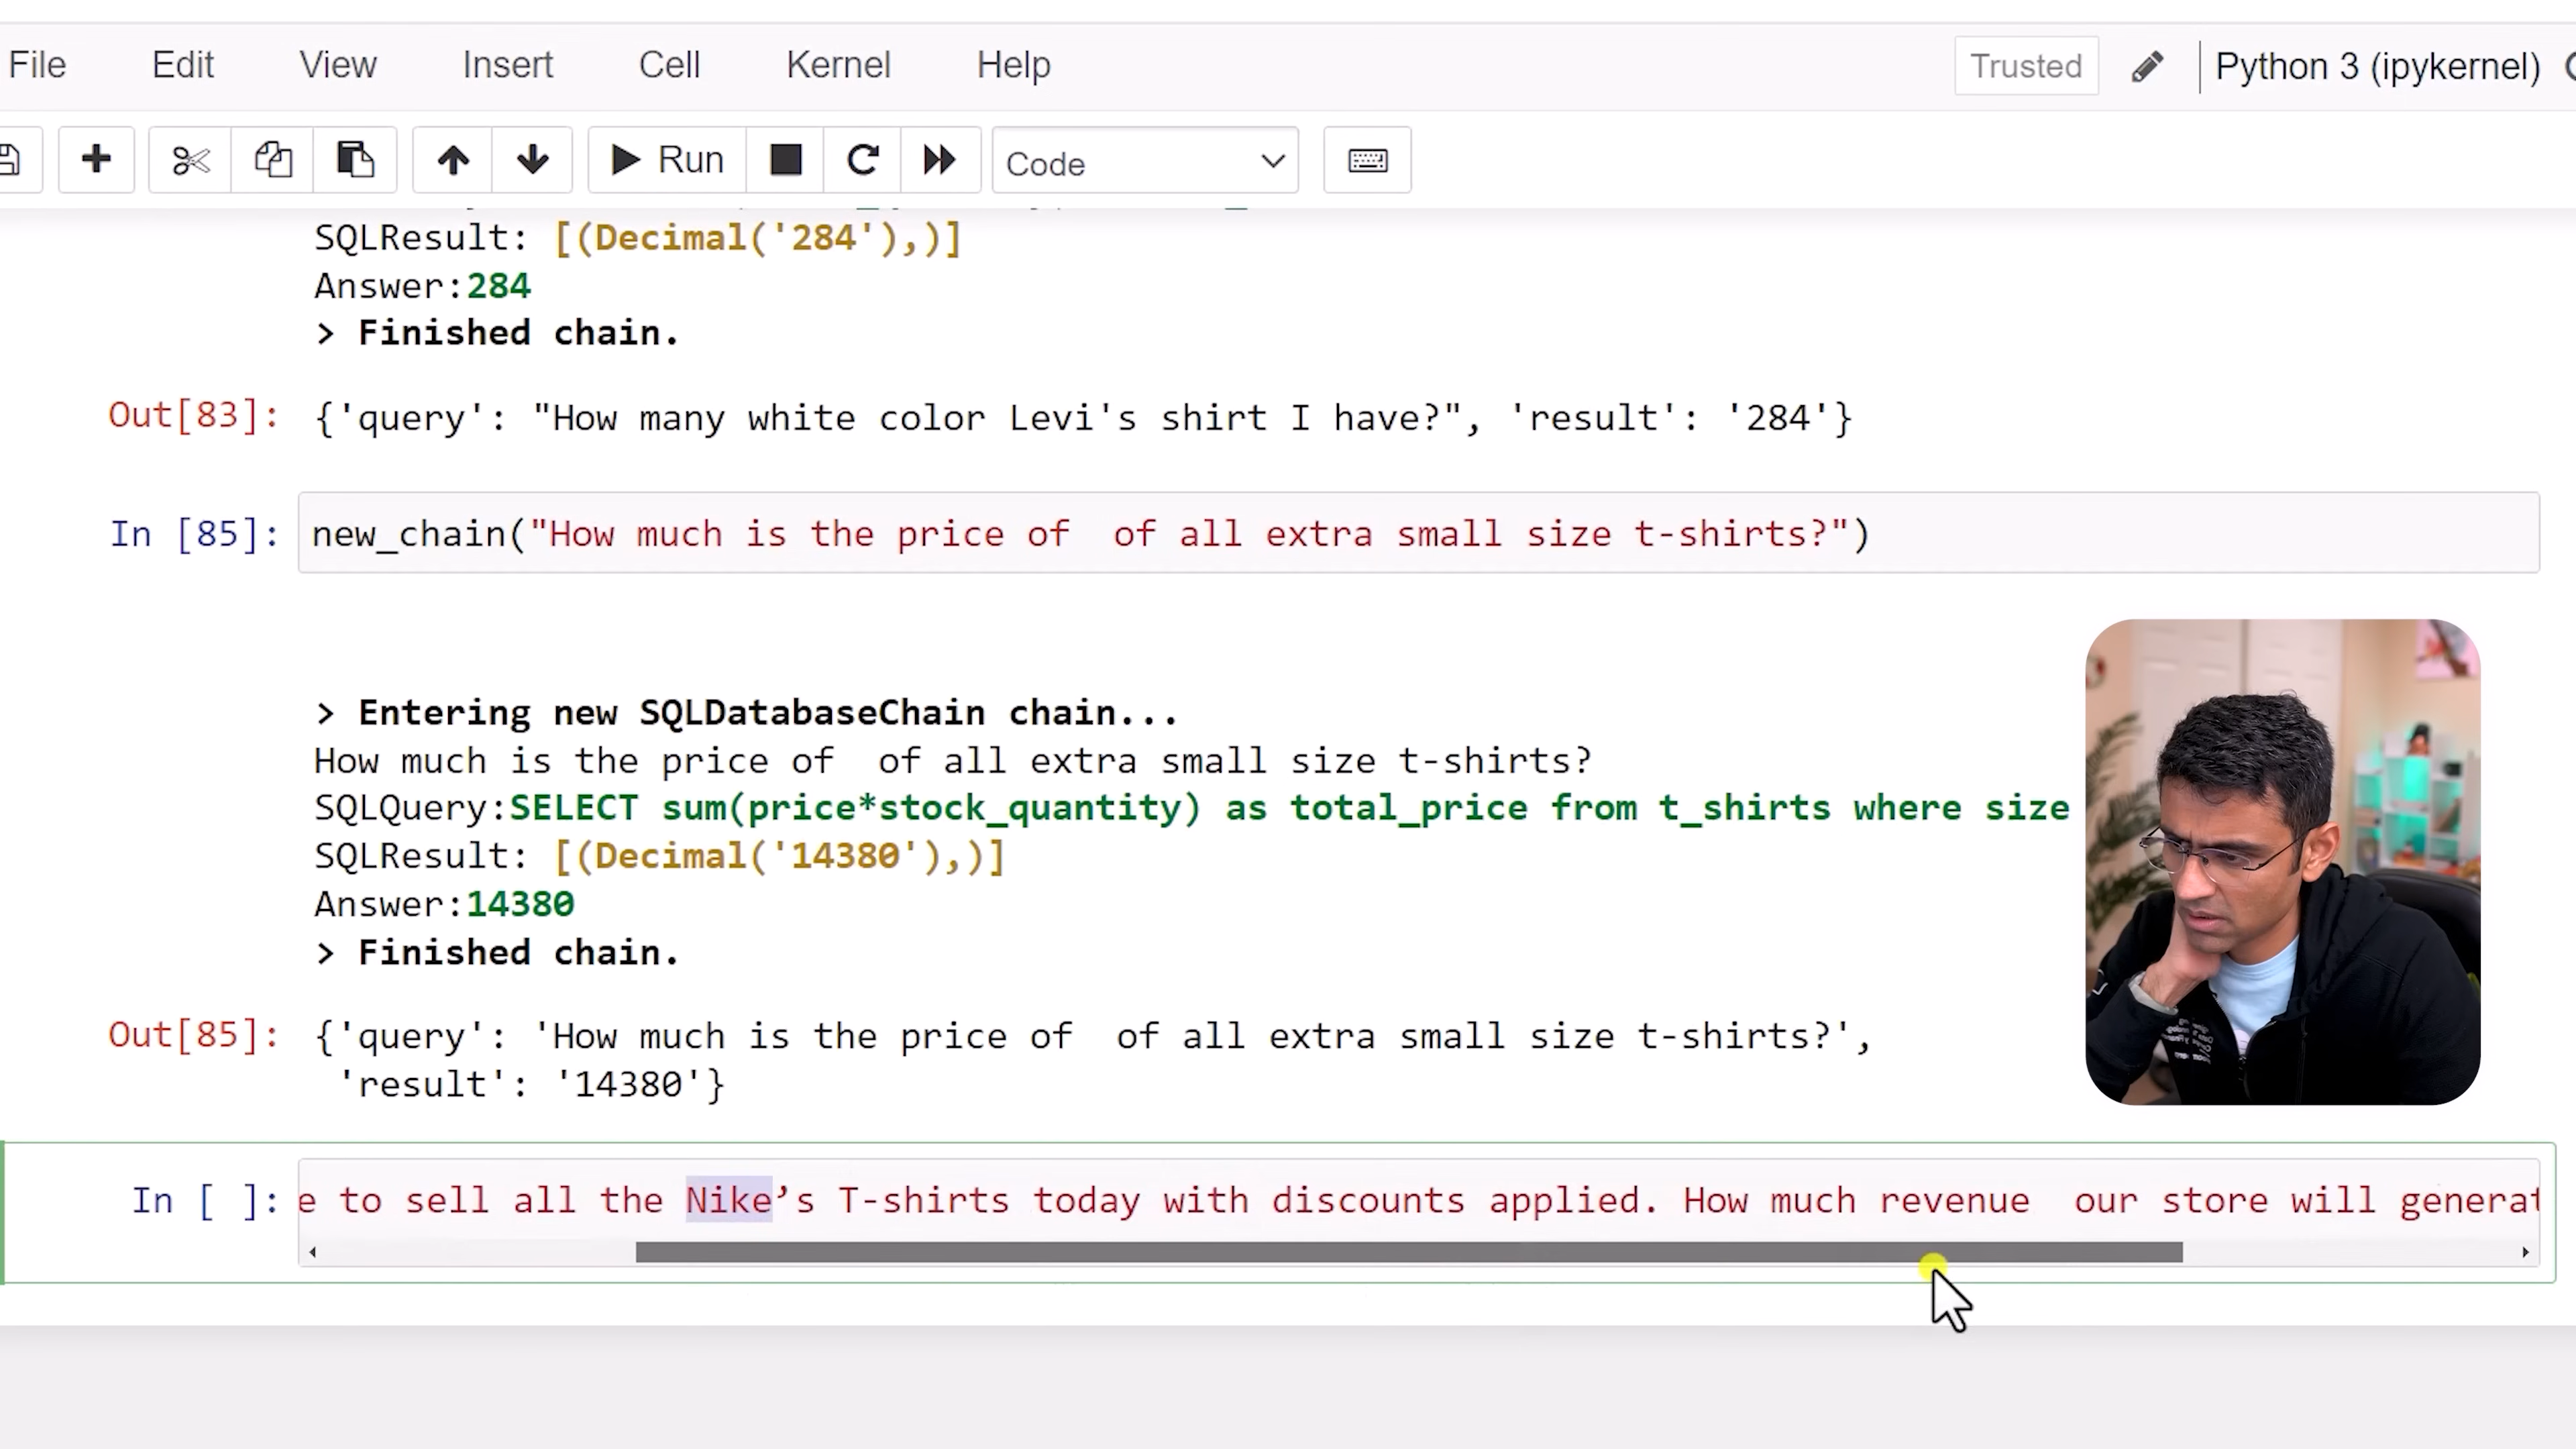 File Edit View Insert Cell Kernel Help Trusted Python 3 (ipykernel)
Run Code
SQLResult: [(Decimal('284'),)]
Answer:284
> Finished chain.
Out[83]: {'query': "How many white color Levi's shirt I have?", 'result': '284'}
In [85]: new_chain("How much is the price of  of all extra small size t-shirts?")
> Entering new SQLDatabaseChain chain...
How much is the price of  of all extra small size t-shirts?
SQLQuery:SELECT sum(price*stock_quantity) as total_price from t_shirts where size
SQLResult: [(Decimal('14380'),)]
Answer:14380
> Finished chain.
Out[85]: {'query': 'How much is the price of  of all extra small size t-shirts?',
'result': '14380'}
In [ ]: e to sell all the Nike’s T-shirts today with discounts applied. How much revenue  our store will generat